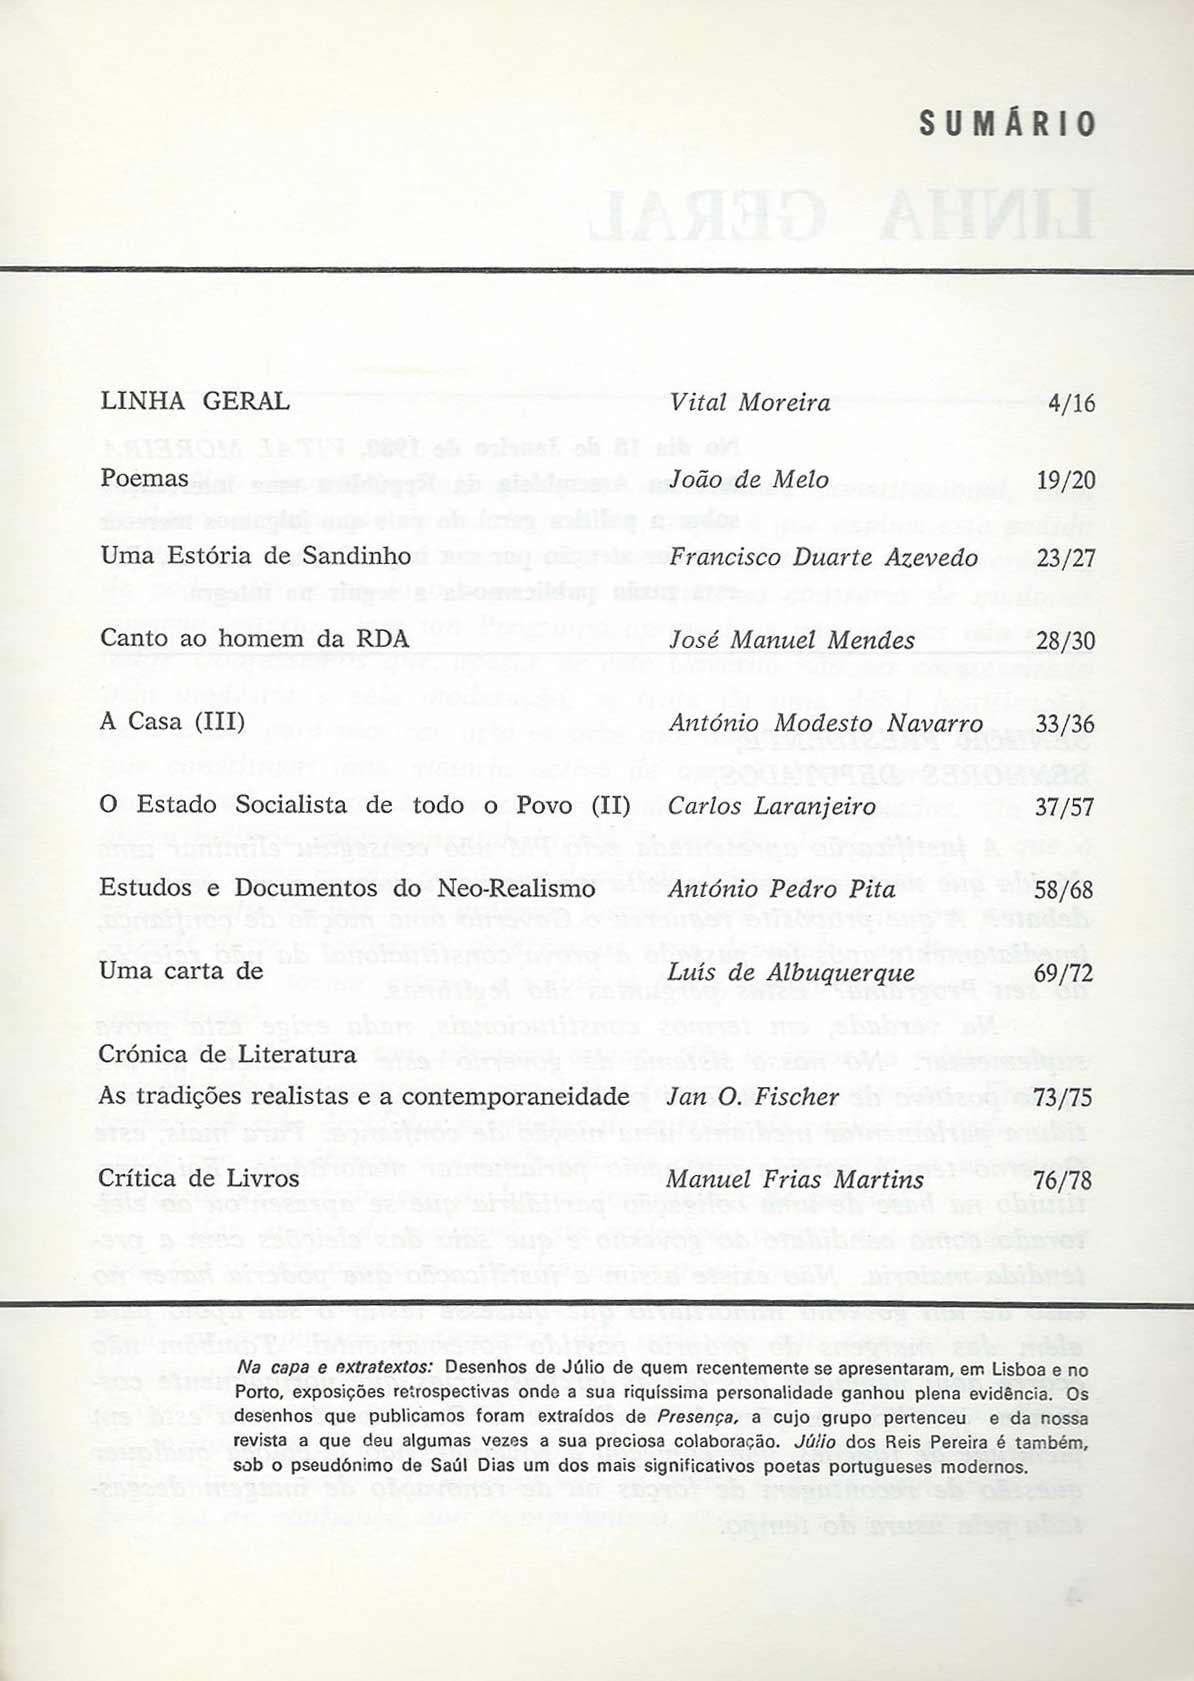 SUMÁRIO
LINHA GERAL Vital Moreira 4/16
Poemas João de Melo 19/20
Uma Estória de Sandinho Francisco Duarte Azevedo 23/27
Canto ao homem da RDA José Manuel Mendes 28/30
A Casa (III) António Modesto Navarro 33/36
O Estado Socialista de todo o Povo (II) Carlos Laranjeiro 37/57
Estudos e Documentos do Neo-Realismo António Pedro Pita 58/68
Uma carta de Luís de Albuquerque 69/72
Crónica de Literatura
As tradições realistas e a contemporaneidade Jan O. Fischer 73/75
Crítica de Livros Manuel Frias Martins 76/78
Na capa e extratextos: Desenhos de Júlio de quem recentemente se apresentaram, em Lisboa e no
Porto, exposições retrospectivas onde a sua riquíssima personalidade ganhou plena evidência. Os
desenhos que publicamos foram extraídos de Presença, a cujo grupo pertenceu e da nossa
revista a que deu algumas vezes a sua preciosa colaboração. Júlio dos Reis Pereira é também,
sob o pseudónimo de Saúl Dias um dos mais significativos poetas portugueses modernos.